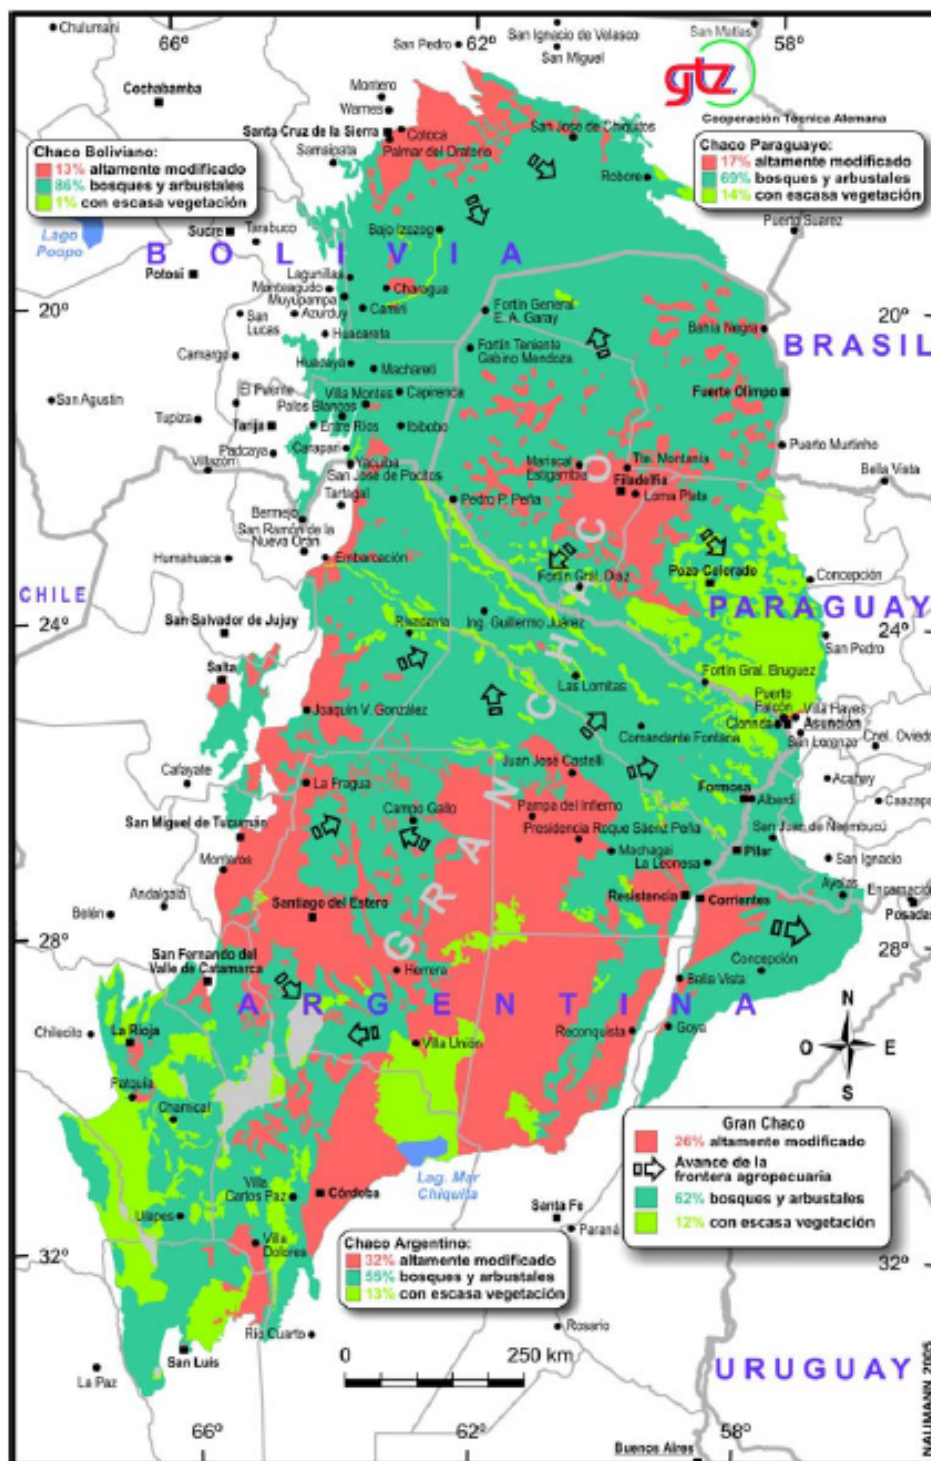 66º
62º
58º
Chulumani
San Pedro
San Ignacio de Velasco
San Miguel
San Matías
gtz
Cooperación Técnica Alemana
Cochabamba
Montero
Warnes
Santa Cruz de la Sierra
Cotoca
Palmar del Oratorio
Samaipata
San José de Chiquitos
Roboré
Puerto Suarez
Chaco Boliviano:
13% altamente modificado
86% bosques y arbustales
1% con escasa vegetación
Chaco Paraguayo:
17% altamente modificado
69% bosques y arbustales
14% con escasa vegetación
Lago
Poopo
Sucre
Tarabuco
Potosí
BOLIVIA
Bajo Izozog
Lagunillas
Monteagudo
Muyupampa
Azurduy
Charagua
Camiri
San
Lucas
Huacareta
Camargo
Huacaya
Machareti
Fortín General
E. A. Garay
Fortín Teniente
Gabino Mendoza
Bahía Negra
20º
20º
BRASIL
San Agustín
El Puente
Villa Montes
Palos Blancos
Capirenda
Tupiza
Tarija
Entre Ríos
Ibibobo
Padcaya
Caraparí
Villazón
Yacuiba
San José de Pocitos
Tartagal
Fuerte Olimpo
Puerto Murtinho
Bella Vista
Mariscal
Estigarribia
Tte. Montanía
Filadelfia
Loma Plata
Pedro P. Peña
Bermejo
San Ramón de la
Nueva Orán
Humahuaca
Embarcación
Fortín Gral. Díaz
Pozo Colorado
Concepción
CHILE
PARAGUAY
San Salvador de Jujuy
24º
24º
Rivadavia
Ing. Guillermo Juárez
San Pedro
Salta
Las Lomitas
Fortín Gral. Bruguez
Joaquín V. González
Puerto
Falcón
Villa Hayes
Clorinda
Asunción
San Lorenzo
Cnel. Oviedo
Comandante Fontana
Cafayate
La Fragua
Juan José Castelli
Acahay
Caazapa
Formosa
Alberdi
San Miguel de Tucumán
Campo Gallo
Pampa del Infierno
Presidencia Roque Sáenz Peña
San Juan de Ñeembucú
Machagai
Monteros
La Leonesa
Pilar
San Ignacio
Andalgalá
Belén
Santiago del Estero
Resistencia
Corrientes
Ayolas
Encarnación
Posadas
GRAN CHACO
28º
28º
San Fernando del
Valle de Catamarca
Herrera
Concepción
Bella Vista
ARGENTINA
Chilecito
La Rioja
Villa Unión
Reconquista
Goya
N
O
E
S
Patquía
Chamical
Gran Chaco
26% altamente modificado
Avance de la
frontera agropecuaria
62% bosques y arbustales
12% con escasa vegetación
Lag. Mar
Chiquita
Villa
Carlos Paz
Córdoba
Ulapes
Santa Fe
Paraná
Villa
Dolores
32º
32º
Chaco Argentino:
32% altamente modificado
55% bosques y arbustales
13% con escasa vegetación
Río Cuarto
Rosario
San Luis
La Paz
0
250 km
URUGUAY
NAUMANN 2005
66º
62º
58º
Buenos Aires